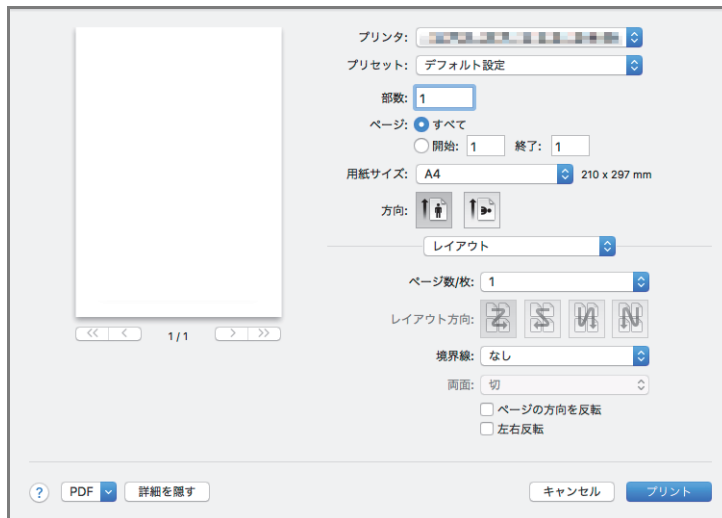 プリンタ:
プリセット: デフォルト設定
部数: 1
ページ: すべて
開始: 1 終了: 1
用紙サイズ: A4 210 x 297 mm
方向:
レイアウト
ページ数/枚: 1
レイアウト方向:
境界線: なし
両面: 切
ページの方向を反転
左右反転
<< < 1 / 1 > >>
? PDF 詳細を隠す キャンセル プリント